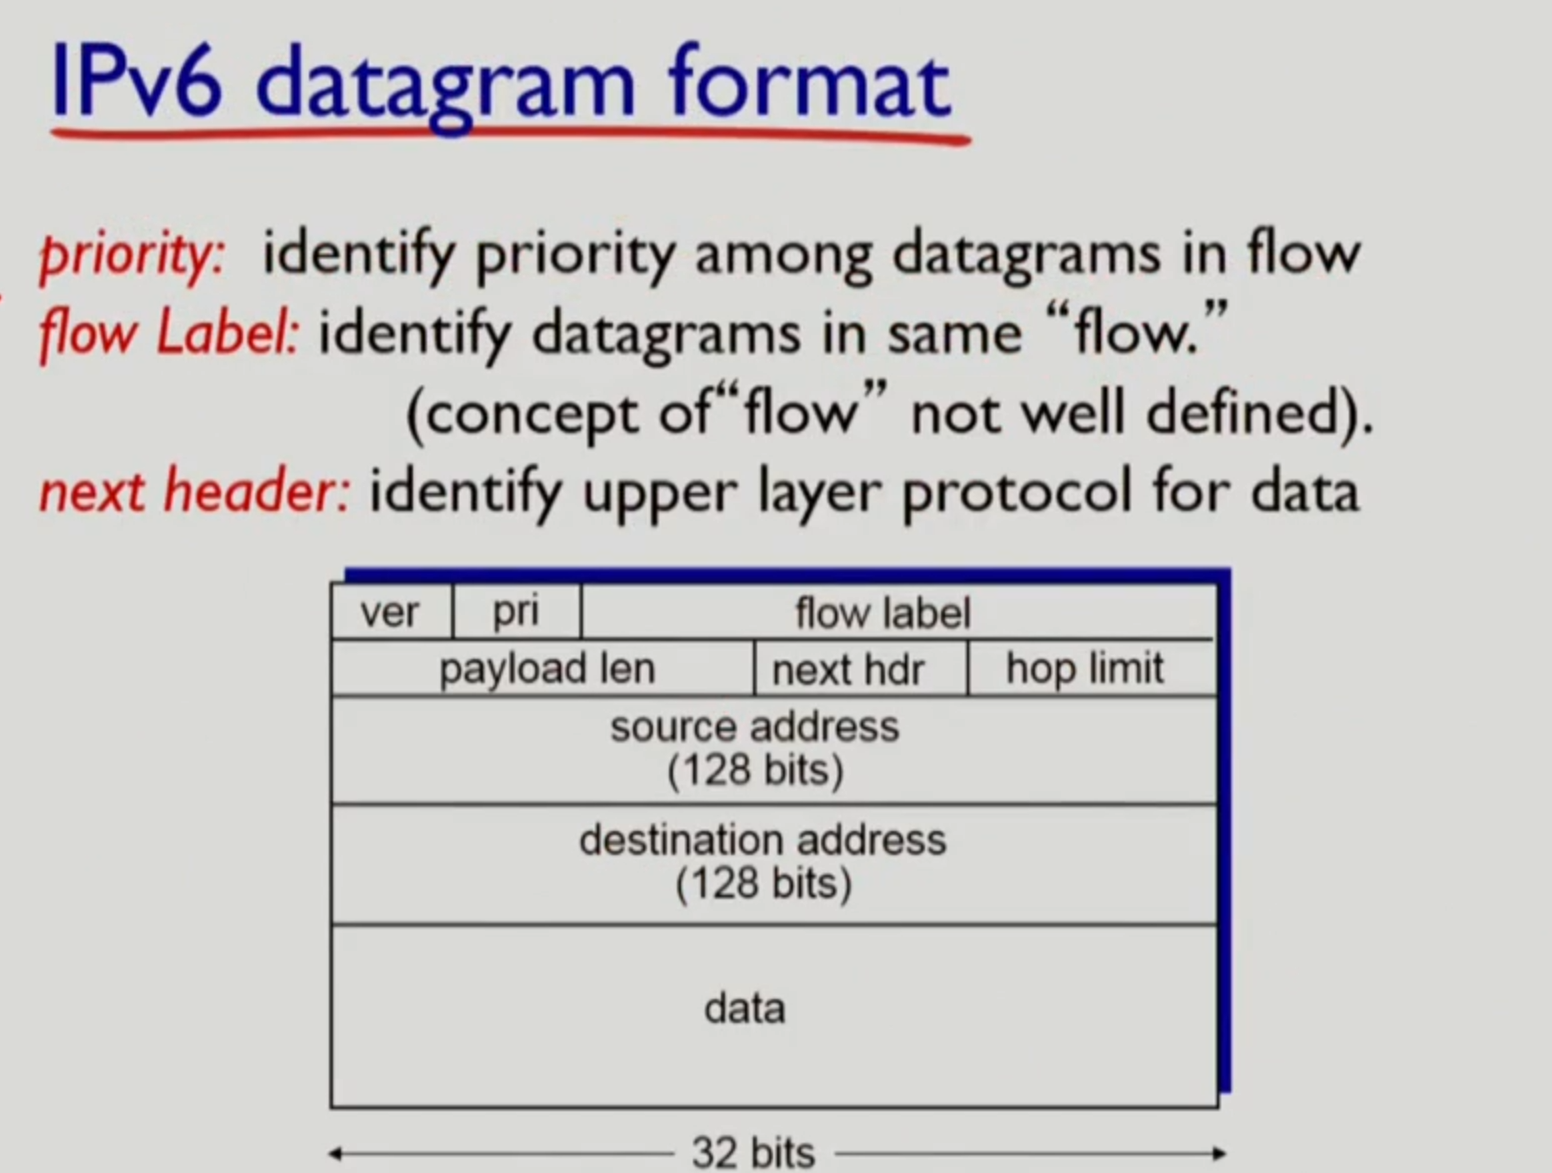 IPv6 datagram format
priority: identify priority among datagrams in flow
flow Label: identify datagrams in same “flow.”
(concept of“flow” not well defined).
next header: identify upper layer protocol for data
ver pri flow label
payload len next hdr hop limit
source address
(128 bits)
destination address
(128 bits)
data
32 bits